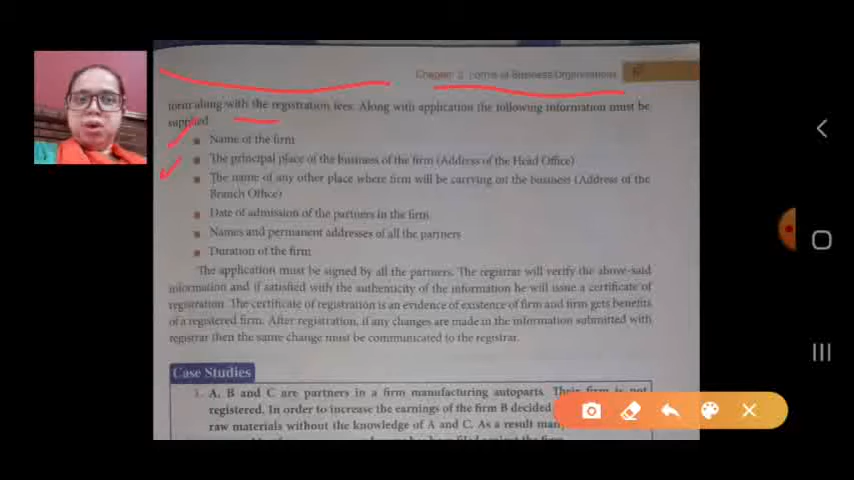 Chapter 2 Forms of Business Organisation
form along with the registration fees. Along with application the following information must be
supplied
Name of the firm
The principal place of the business of the firm (Address of the Head Office)
The name of any other place where firm will be carrying on the business (Address of the
Branch Office)
Date of admission of the partners in the firm
Names and permanent addresses of all the partners
Duration of the firm
The application must be signed by all the partners. The registrar will verify the above-said
information and if satisfied with the authenticity of the information he will issue a certificate of
registration. The certificate of registration is an evidence of existence of firm and firm gets benefits
of a registered firm. After registration, if any changes are made in the information submitted with
registrar then the same change must be communicated to the registrar.
Case Studies
1. A, B and C are partners in a firm manufacturing autoparts. Their firm is not
registered. In order to increase the earnings of the firm B decided
raw materials without the knowledge of A and C. As a result